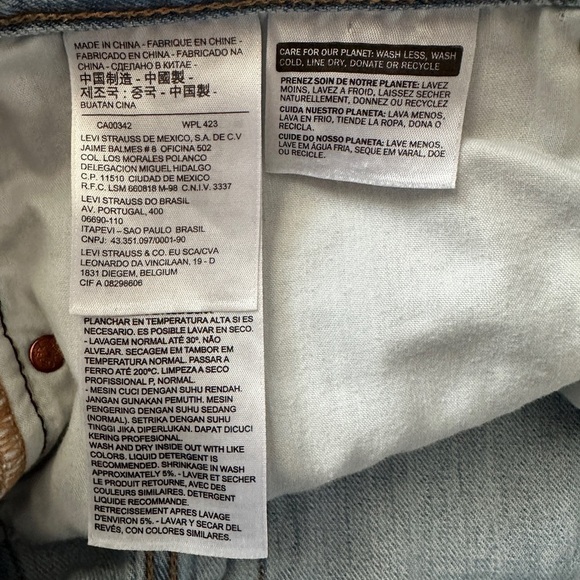 MADE IN CHINA - FABRIQUE EN CHINE -
FABRICADO EN CHINA - FABRICADO NA
CHINA - СДЕЛАНО В КИТАЕ -
中国制造 - 中國製 -
제조국: 중국 - 中国製 -
BUATAN CINA
CA00342 WPL 423
LEVI STRAUSS DE MEXICO, S.A. DE C.V
JAIME BALMES # 8 OFICINA 502
COL. LOS MORALES POLANCO
DELEGACION MIGUEL HIDALGO
C.P. 11510 CIUDAD DE MEXICO
R.F.C. LSM 660818 M-98 C.N.I.V. 3337
LEVI STRAUSS DO BRASIL
AV. PORTUGAL, 400
06690-110
ITAPEVI – SAO PAULO BRASIL
CNPJ: 43.351.097/0001-90
LEVI STRAUSS & CO. EU SCA/CVA
LEONARDO DA VINCILAAN, 19 - D
1831 DIEGEM, BELGIUM
CIF A 08298606
PLANCHAR EN TEMPERATURA ALTA SI ES
NECESARIO. ES POSIBLE LAVAR EN SECO.
- LAVAGEM NORMAL ATÉ 30º. NÃO
ALVEJAR. SECAGEM EM TAMBOR EM
TEMPERATURA NORMAL. PASSAR A
FERRO ATÉ 200ºC. LIMPEZA A SECO
PROFISSIONAL P, NORMAL.
- MESIN CUCI DENGAN SUHU RENDAH.
JANGAN GUNAKAN PEMUTIH. MESIN
PENGERING DENGAN SUHU SEDANG
(NORMAL). SETRIKA DENGAN SUHU
TINGGI JIKA DIPERLUKAN. DAPAT DICUCI
KERING PROFESIONAL.
WASH AND DRY INSIDE OUT WITH LIKE
COLORS. LIQUID DETERGENT IS
RECOMMENDED. SHRINKAGE IN WASH
APPROXIMATELY 5%. - LAVER ET SÉCHER
LE PRODUIT RETOURNE, AVEC DES
COULEURS SIMILAIRES. DETERGENT
LIQUIDE RECOMMANDE.
RETRECISSEMENT APRES LAVAGE
D'ENVIRON 5%. - LAVAR Y SECAR DEL
REVÉS, CON COLORES SIMILARES.
CARE FOR OUR PLANET: WASH LESS, WASH
COLD, LINE DRY, DONATE OR RECYCLE
PRENEZ SOIN DE NOTRE PLANETE: LAVEZ
MOINS, LAVEZ A FROID, LAISSEZ SECHER
NATURELLEMENT, DONNEZ OU RECYCLEZ
CUIDA NUESTRO PLANETA: LAVA MENOS,
LAVA EN FRIO, TIENDE LA ROPA, DONA O
RECICLA.
CUIDE DO NOSSO PLANETA: LAVE MENOS,
LAVE EM ÁGUA FRIA, SEQUE EM VARAL, DOE
OU RECICLE.